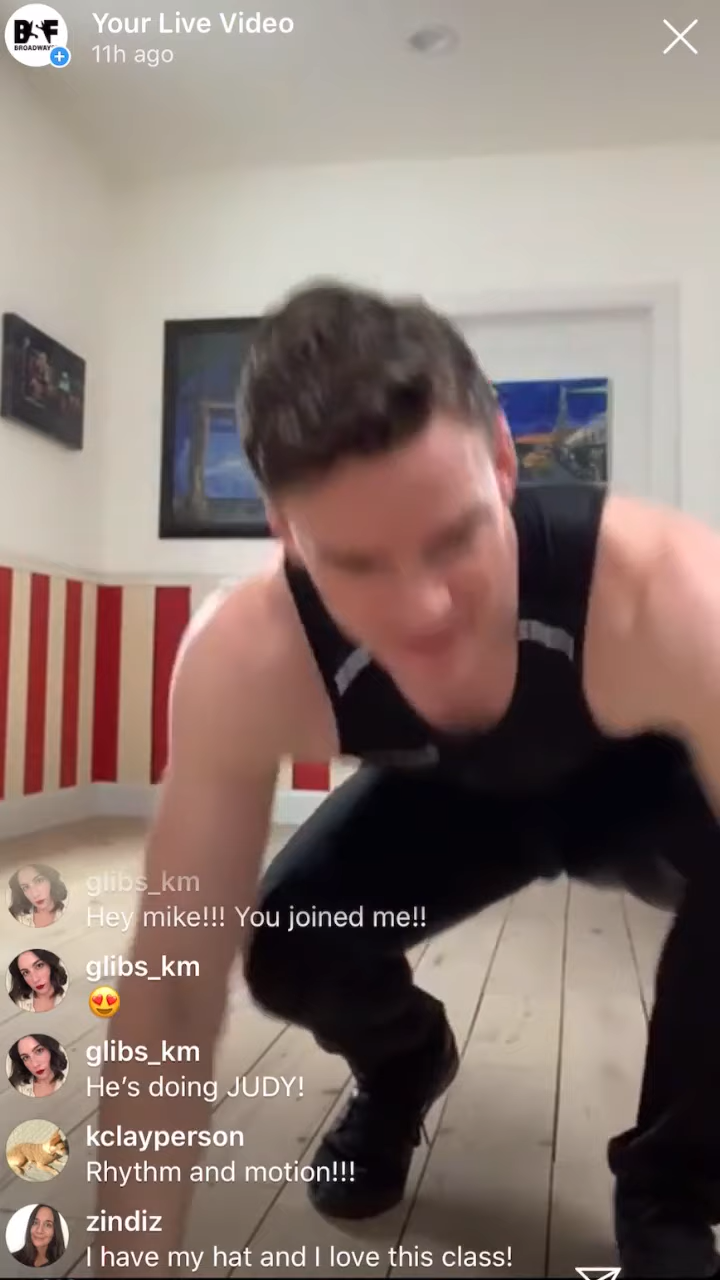 BSF
BROADWAY
Your Live Video
11h ago
glibs_km
Hey mike!!! You joined me!!
glibs_km
😍
glibs_km
He’s doing JUDY!
kclayperson
Rhythm and motion!!!
zindiz
I have my hat and I love this class!